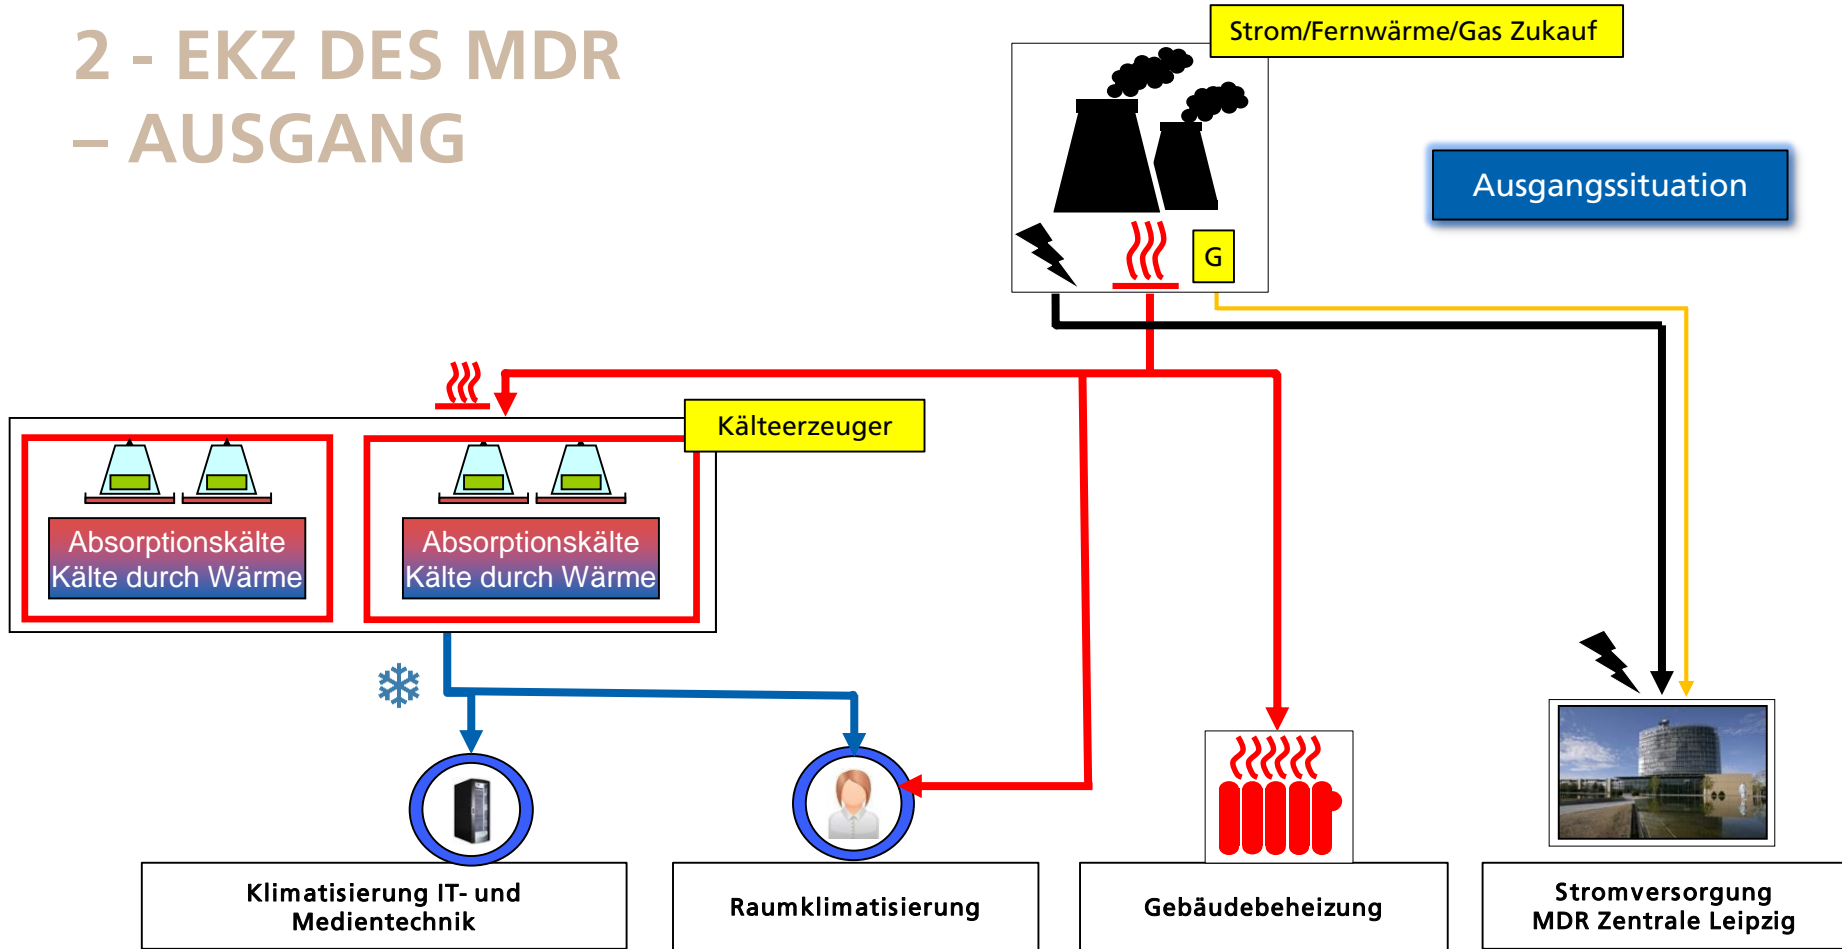 2 - EKZ DES MDR
– AUSGANG
Strom/Fernwärme/Gas Zukauf
Ausgangssituation
G
Kälteerzeuger
Absorptionskälte
Kälte durch Wärme
Absorptionskälte
Kälte durch Wärme
Klimatisierung IT- und
Medientechnik
Raumklimatisierung
Gebäudebeheizung
Stromversorgung
MDR Zentrale Leipzig